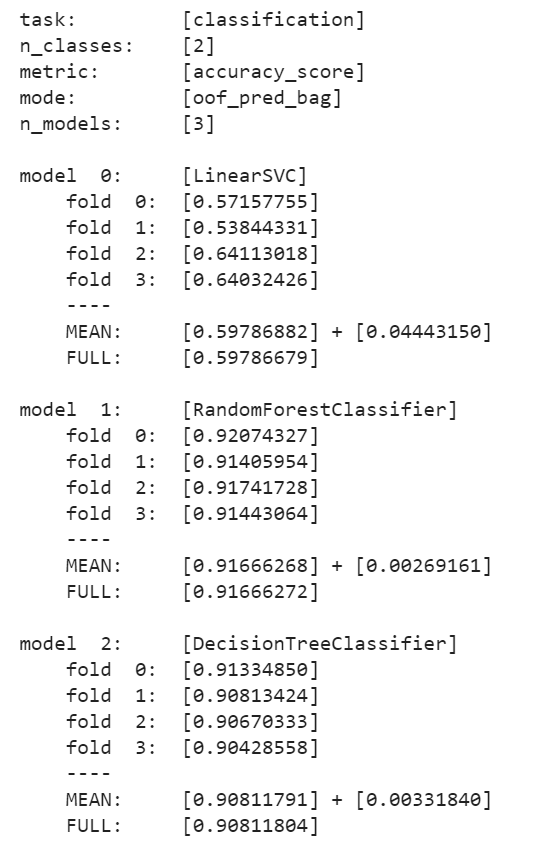 task:         [classification]
n_classes:    [2]
metric:       [accuracy_score]
mode:         [oof_pred_bag]
n_models:     [3]

model  0:     [LinearSVC]
    fold  0:  [0.57157755]
    fold  1:  [0.53844331]
    fold  2:  [0.64113018]
    fold  3:  [0.64032426]
    ----
    MEAN:     [0.59786882] + [0.04443150]
    FULL:     [0.59786679]

model  1:     [RandomForestClassifier]
    fold  0:  [0.92074327]
    fold  1:  [0.91405954]
    fold  2:  [0.91741728]
    fold  3:  [0.91443064]
    ----
    MEAN:     [0.91666268] + [0.00269161]
    FULL:     [0.91666272]

model  2:     [DecisionTreeClassifier]
    fold  0:  [0.91334850]
    fold  1:  [0.90813424]
    fold  2:  [0.90670333]
    fold  3:  [0.90428558]
    ----
    MEAN:     [0.90811791] + [0.00331840]
    FULL:     [0.90811804]